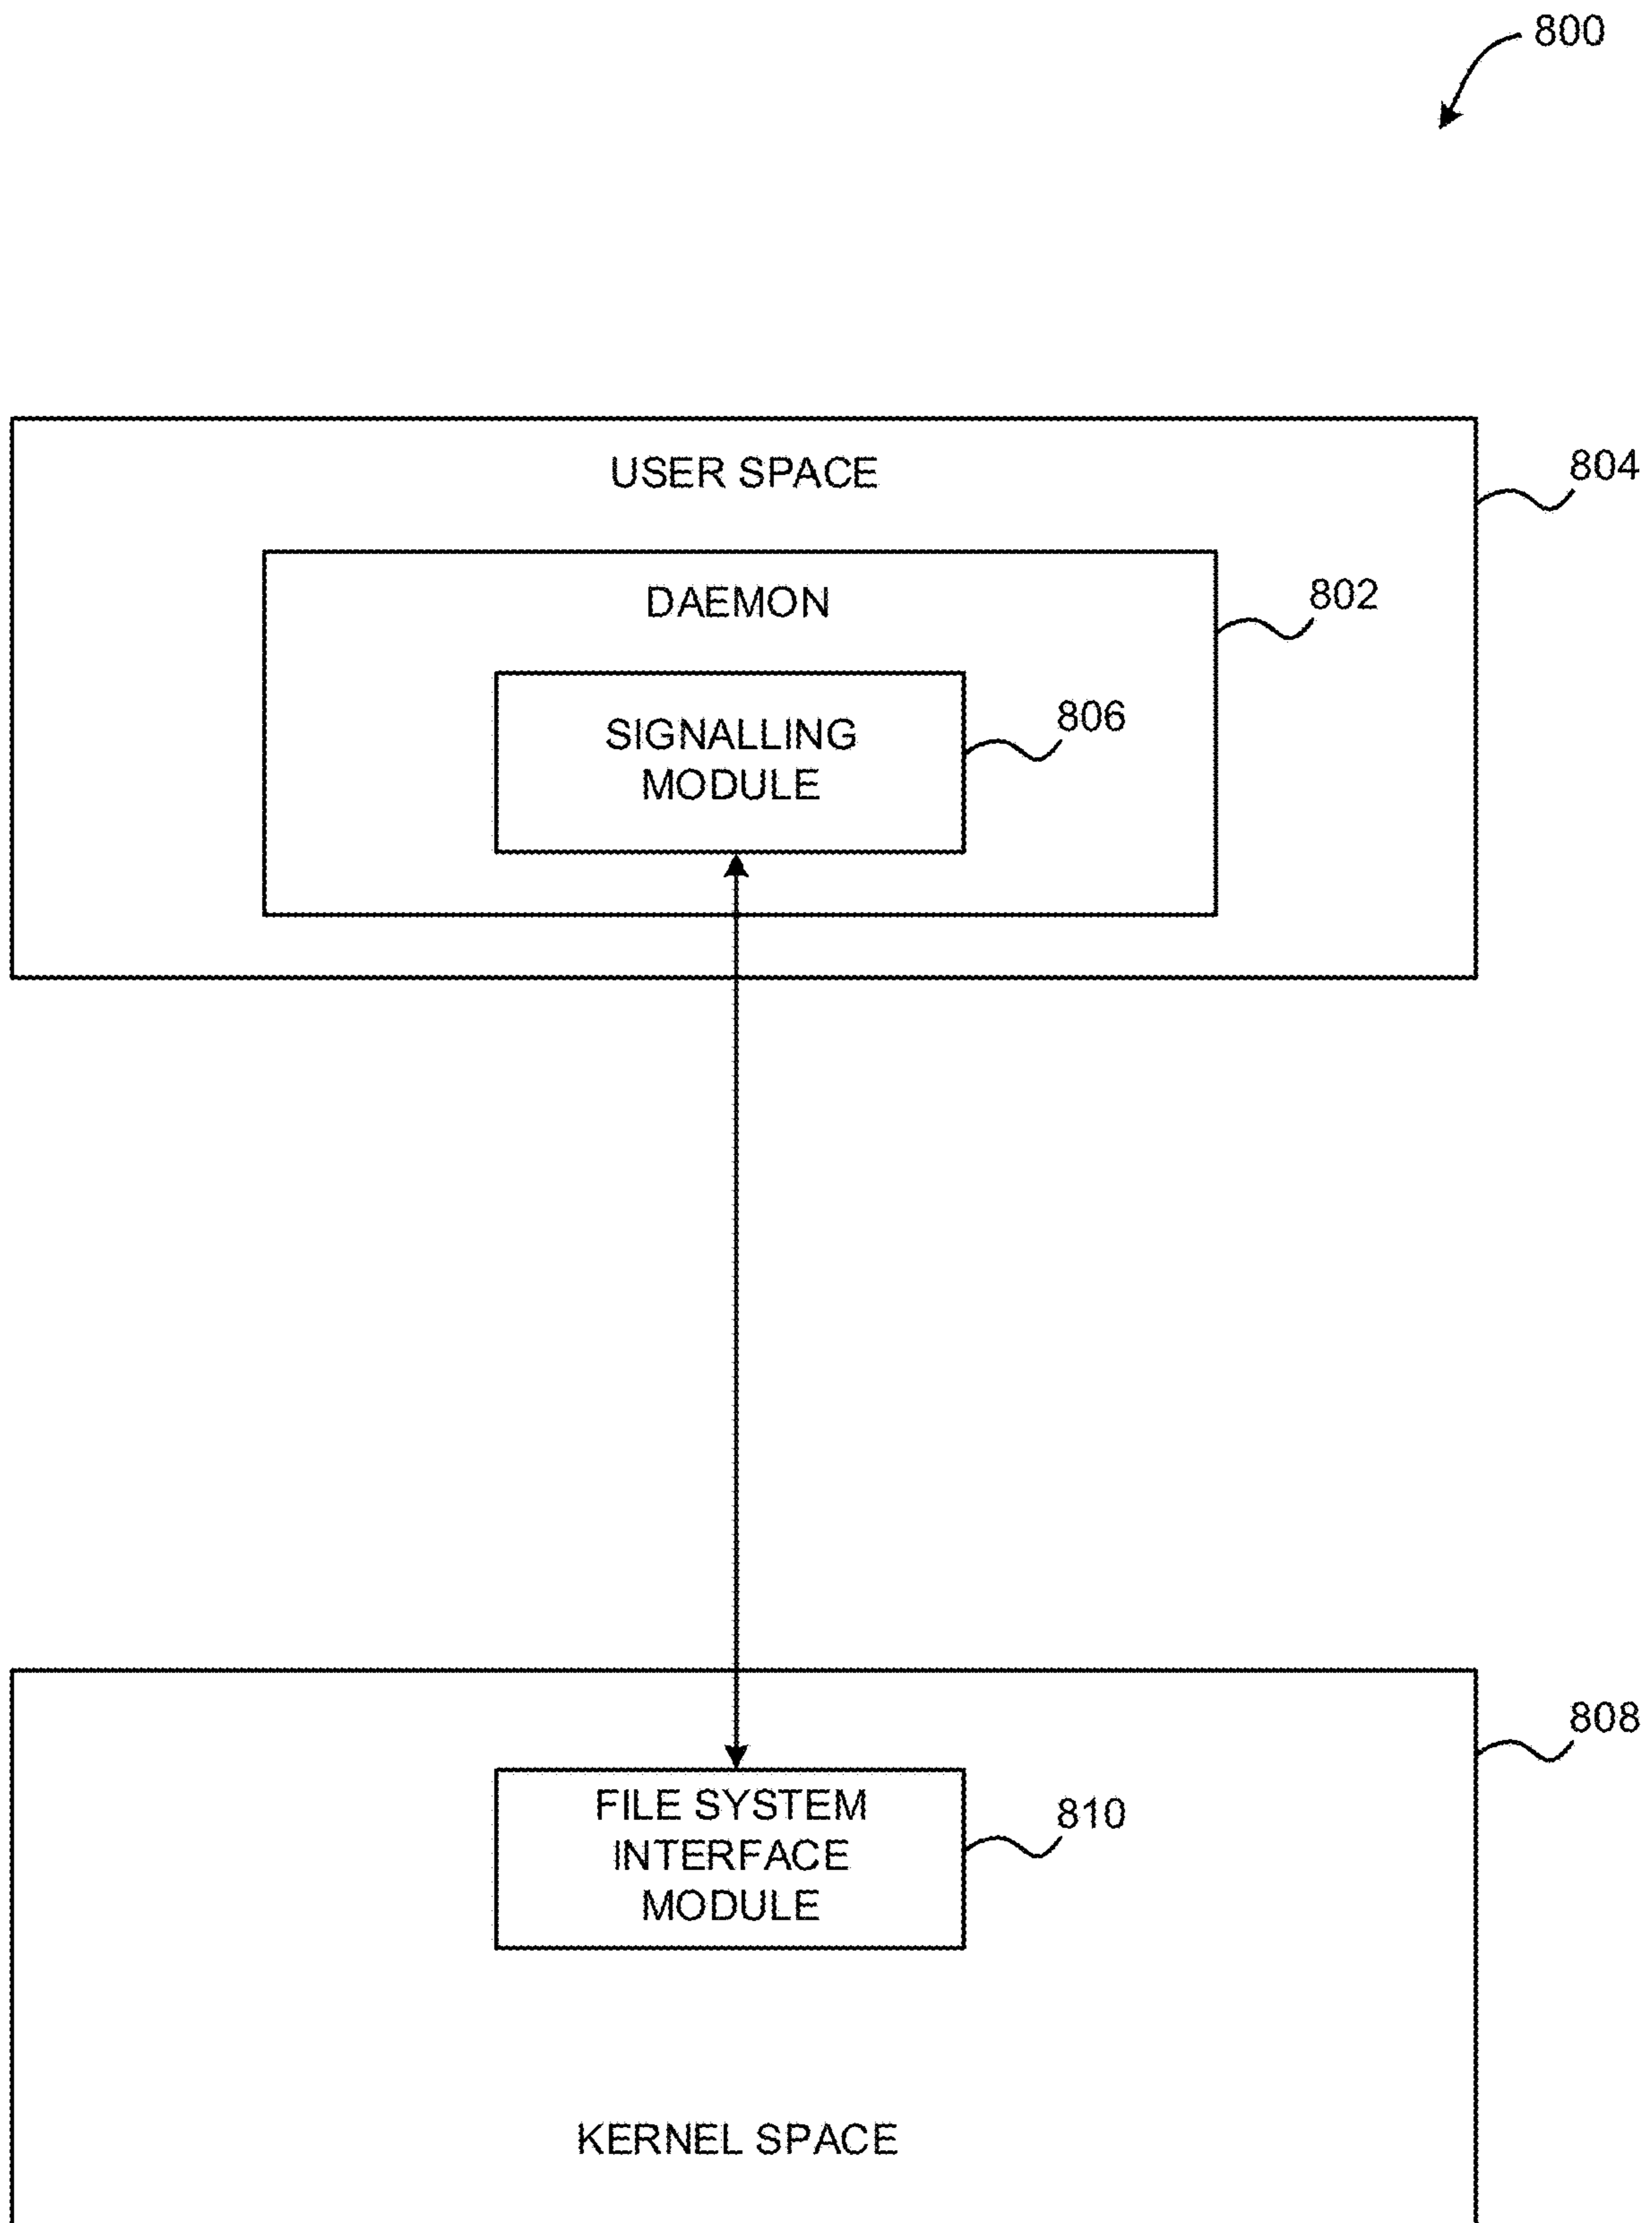 800
USER SPACE
804
DAEMON
802
SIGNALLING
MODULE
806
808
FILE SYSTEM
INTERFACE
MODULE
810
KERNEL SPACE